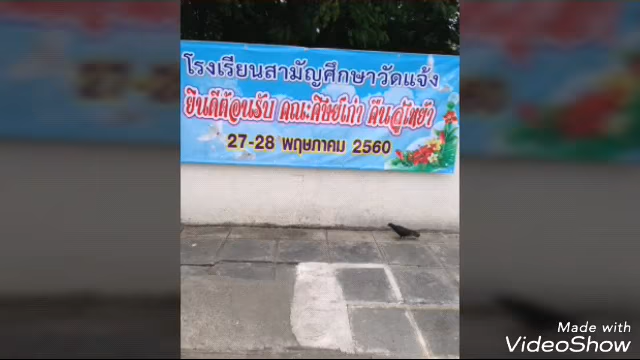 โรงเรียนสามัญศึกษาวัดแจ้ง
ยินดีต้อนรับ คณะศิษย์เก่า คืนสู่เหย้า
27-28 พฤษภาคม 2560
Made with
VideoShow